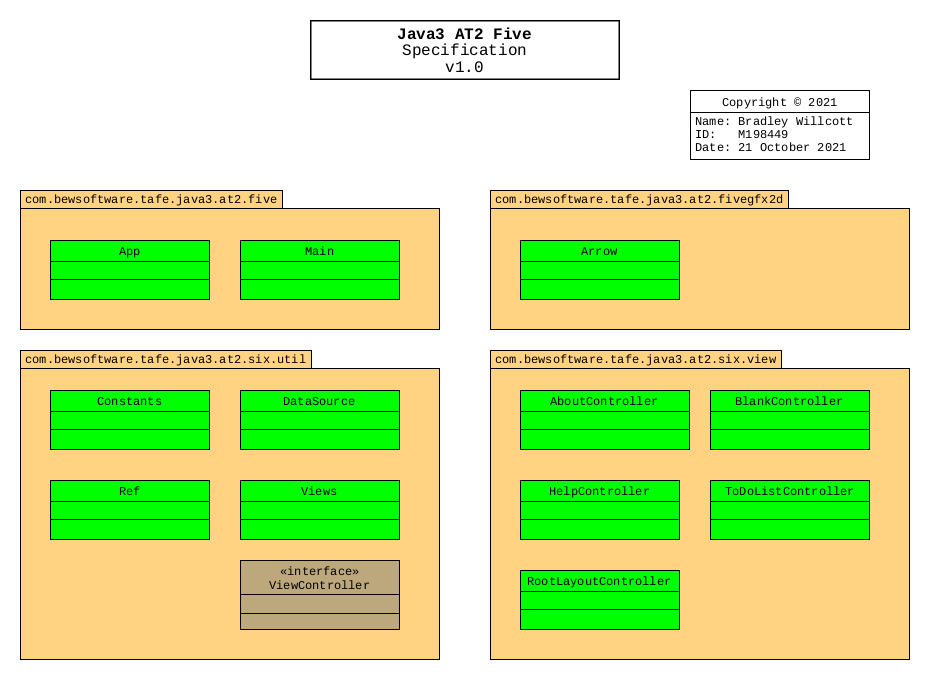 Java3 AT2 Five
Specification
v1.0
Copyright © 2021
Name: Bradley Willcott
ID:   M198449
Date: 21 October 2021
com.bewsoftware.tafe.java3.at2.five
App
Main
com.bewsoftware.tafe.java3.at2.fivegfx2d
Arrow
com.bewsoftware.tafe.java3.at2.six.util
Constants
DataSource
Ref
Views
«interface»
ViewController
com.bewsoftware.tafe.java3.at2.six.view
AboutController
BlankController
HelpController
ToDoListController
RootLayoutController